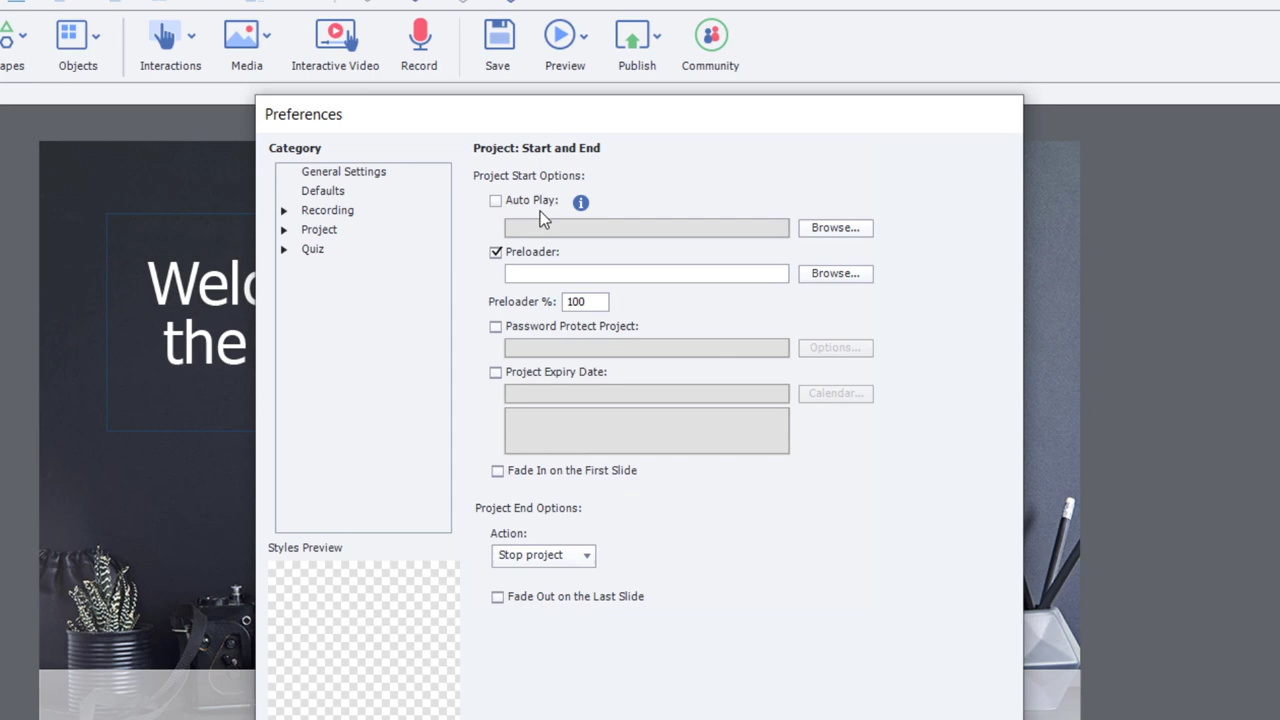 apes
Objects
Interactions
Media
Interactive Video
Record
Save
Preview
Publish
Community
Preferences
Category
General Settings
Defaults
Recording
Project
Quiz
Styles Preview
Project: Start and End
Project Start Options:
Auto Play:
Browse...
Preloader:
Browse...
Preloader %: 100
Password Protect Project:
Options...
Project Expiry Date:
Calendar...
Fade In on the First Slide
Project End Options:
Action:
Stop project
Fade Out on the Last Slide
Welc
the